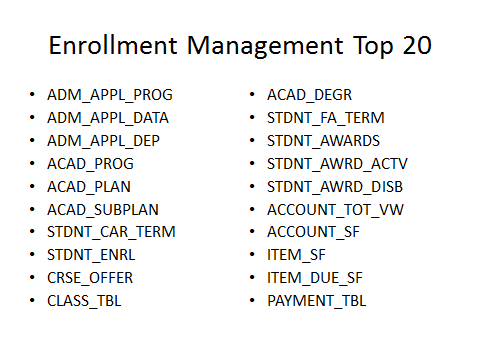 Enrollment Management Top 20
• ADM_APPL_PROG
• ADM_APPL_DATA
• ADM_APPL_DEP
• ACAD_PROG
• ACAD_PLAN
• ACAD_SUBPLAN
• STDNT_CAR_TERM
• STDNT_ENRL
• CRSE_OFFER
• CLASS_TBL
• ACAD_DEGR
• STDNT_FA_TERM
• STDNT_AWARDS
• STDNT_AWRD_ACTV
• STDNT_AWRD_DISB
• ACCOUNT_TOT_VW
• ACCOUNT_SF
• ITEM_SF
• ITEM_DUE_SF
• PAYMENT_TBL